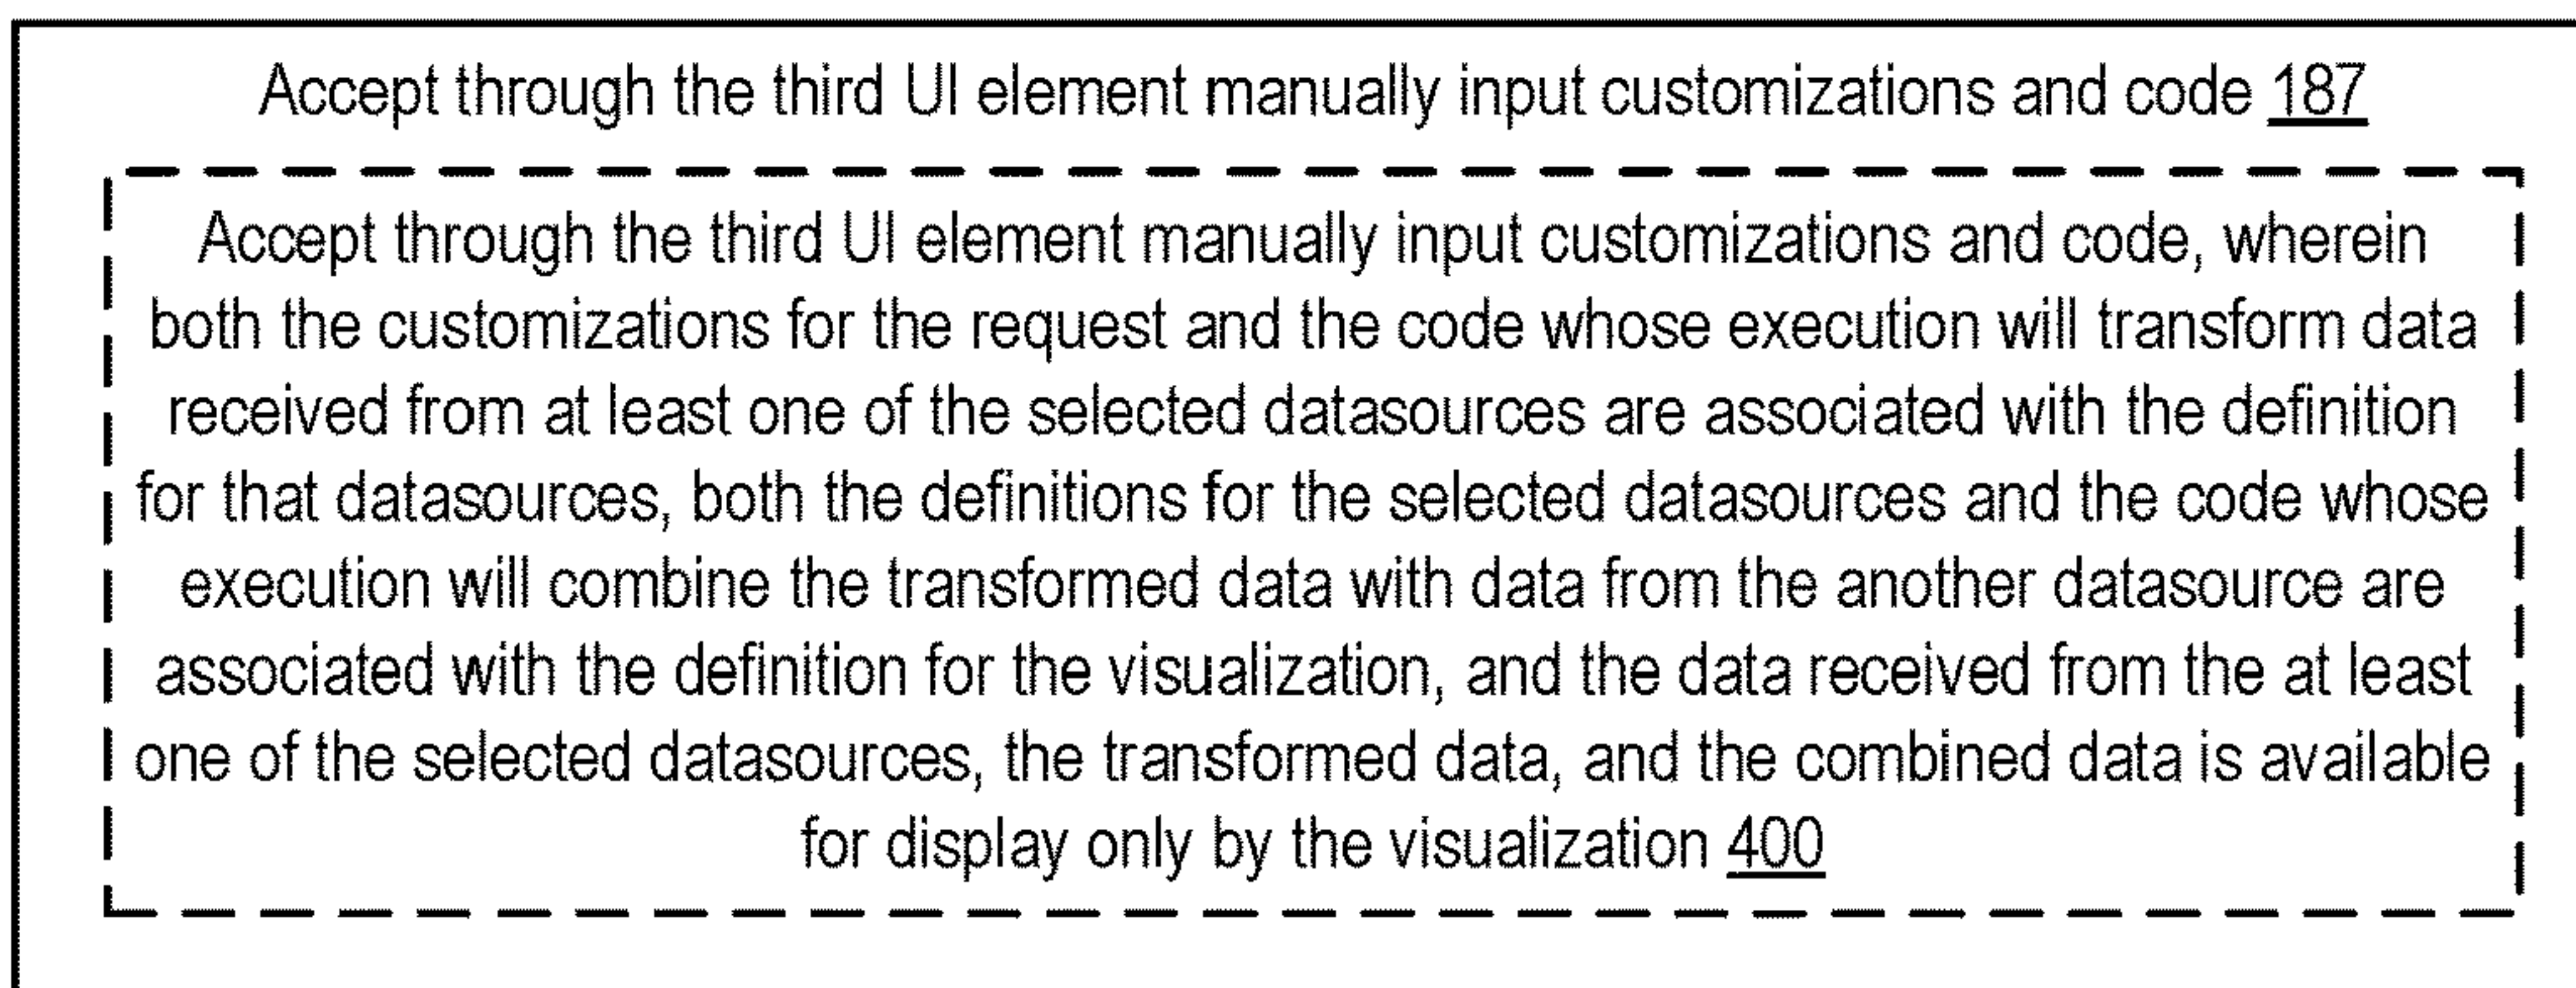 Accept through the third UI element manually input customizations and code 187
Accept through the third UI element manually input customizations and code, wherein
both the customizations for the request and the code whose execution will transform data
received from at least one of the selected datasources are associated with the definition
for that datasources, both the definitions for the selected datasources and the code whose
execution will combine the transformed data with data from the another datasource are
associated with the definition for the visualization, and the data received from the at least
one of the selected datasources, the transformed data, and the combined data is available
for display only by the visualization 400